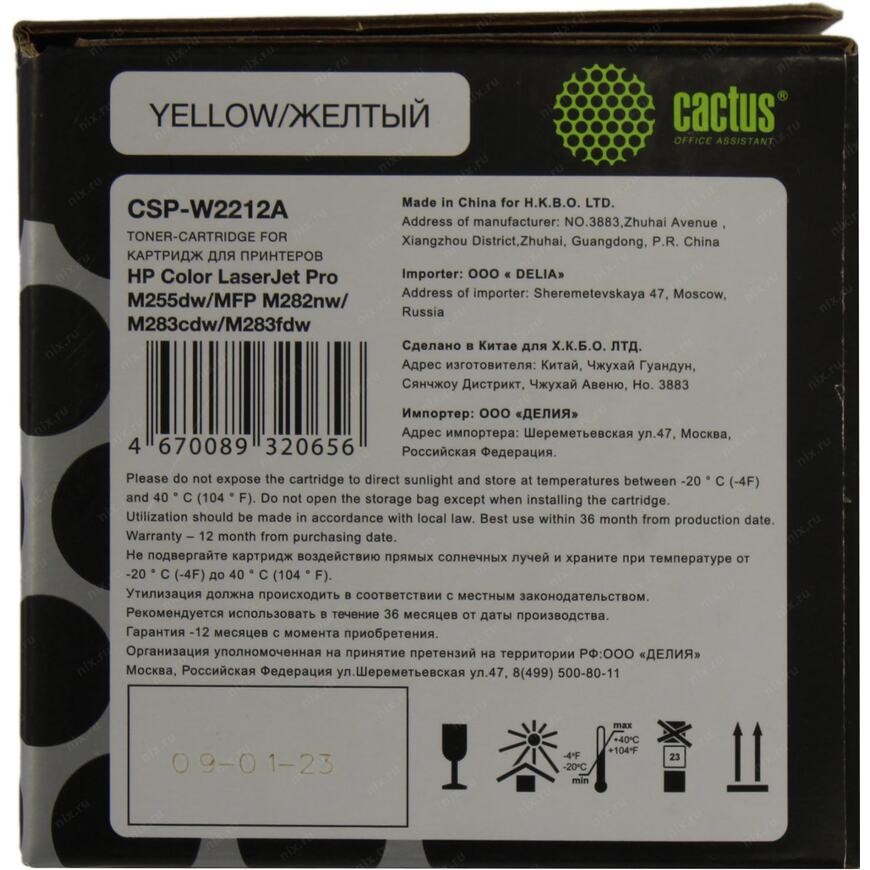 YELLOW/ЖЕЛТЫЙ
cactus®
OFFICE ASSISTANT
CSP-W2212A
TONER-CARTRIDGE FOR
КАРТРИДЖ ДЛЯ ПРИНТЕРОВ
HP Color LaserJet Pro
M255dw/MFP M282nw/
M283cdw/M283fdw
4 670089 320656
Made in China for H.K.B.O. LTD.
Address of manufacturer: NO.3883,Zhuhai Avenue ,
Xiangzhou District,Zhuhai, Guangdong, P.R. China
Importer: OOO « DELIA»
Address of importer: Sheremetevskaya 47, Moscow,
Russia
Сделано в Китае для Х.К.Б.О. ЛТД.
Адрес изготовителя: Китай, Чжухай Гуандун,
Сянчжоу Дистрикт, Чжухай Авеню, Но. 3883
Импортер: ООО «ДЕЛИЯ»
Адрес импортера: Шереметьевская ул.47, Москва,
Российская Федерация.
Please do not expose the cartridge to direct sunlight and store at temperatures between -20 ° C (-4F)
and 40 ° C (104 ° F). Do not open the storage bag except when installing the cartridge.
Utilization should be made in accordance with local law. Best use within 36 month from production date.
Warranty – 12 month from purchasing date.
Не подвергайте картридж воздействию прямых солнечных лучей и храните при температуре от
-20 ° C (-4F) до 40 ° C (104 ° F).
Утилизация должна происходить в соответствии с местным законодательством.
Рекомендуется использовать в течение 36 месяцев от даты производства.
Гарантия -12 месяцев с момента приобретения.
Организация уполномоченная на принятие претензий на территории РФ:ООО «ДЕЛИЯ»
Москва, Российская Федерация ул.Шереметьевская ул.47, 8(499) 500-80-11
09-01-23
max
+40°C
+104°F
-4°F
-20°C
min
23
nix.ru